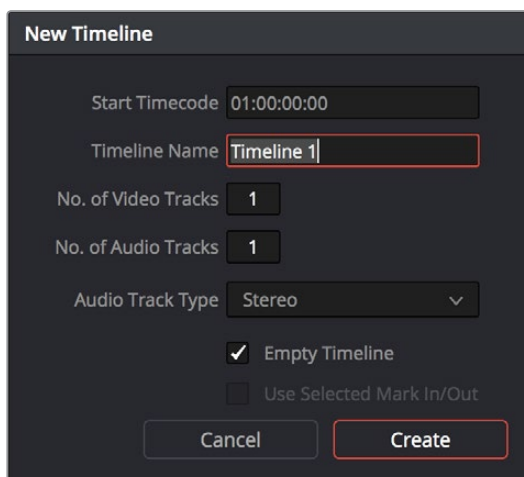 New Timeline
Start Timecode 01:00:00:00
Timeline Name Timeline 1
No. of Video Tracks 1
No. of Audio Tracks 1
Audio Track Type Stereo
Empty Timeline
Use Selected Mark In/Out
Cancel Create